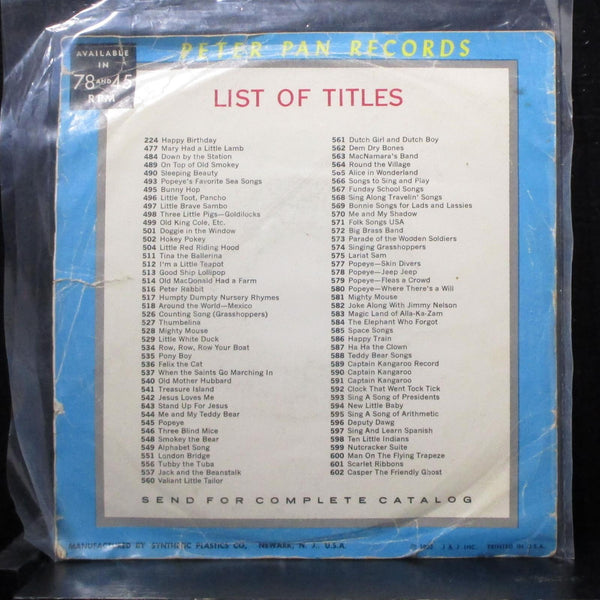 AVAILABLE
IN
78 AND 45
RPM
PETER PAN RECORDS
LIST OF TITLES
224 Happy Birthday
477 Mary Had a Little Lamb
484 Down by the Station
489 On Top of Old Smokey
490 Sleeping Beauty
493 Popeye's Favorite Sea Songs
495 Bunny Hop
496 Little Toot, Pancho
497 Little Brave Sambo
498 Three Little Pigs—Goldilocks
499 Old King Cole, Etc.
501 Doggie in the Window
502 Hokey Pokey
504 Little Red Riding Hood
511 Tina the Ballerina
512 I'm a Little Teapot
513 Good Ship Lollipop
514 Old MacDonald Had a Farm
516 Peter Rabbit
517 Humpty Dumpty Nursery Rhymes
518 Around the World—Mexico
526 Counting Song (Grasshoppers)
527 Thumbelina
528 Mighty Mouse
529 Little White Duck
534 Row, Row, Row Your Boat
535 Pony Boy
536 Felix the Cat
537 When the Saints Go Marching In
540 Old Mother Hubbard
541 Treasure Island
542 Jesus Loves Me
543 Stand Up For Jesus
544 Me and My Teddy Bear
545 Popeye
546 Three Blind Mice
548 Smokey the Bear
549 Alphabet Song
551 London Bridge
556 Tubby the Tuba
557 Jack and the Beanstalk
560 Valiant Little Tailor
561 Dutch Girl and Dutch Boy
562 Dem Dry Bones
563 MacNamara's Band
564 Round the Village
565 Alice in Wonderland
566 Songs to Sing and Play
567 Funday School Songs
568 Sing Along Travelin' Songs
569 Bonnie Songs for Lads and Lassies
570 Me and My Shadow
571 Folk Songs USA
572 Big Brass Band
573 Parade of the Wooden Soldiers
574 Singing Grasshoppers
575 Lariat Sam
577 Popeye—Skin Divers
578 Popeye—Jeep Jeep
579 Popeye—Fleas a Crowd
580 Popeye—Where There's a Will
581 Mighty Mouse
582 Joke Along With Jimmy Nelson
583 Magic Land of Alla-Ka-Zam
584 The Elephant Who Forgot
585 Space Songs
586 Happy Train
587 Ha Ha the Clown
588 Teddy Bear Songs
589 Captain Kangaroo Record
590 Captain Kangaroo
591 Captain Kangaroo
592 Clock That Went Tock Tick
593 Sing A Song of Presidents
594 New Little Baby
595 Sing A Song of Arithmetic
596 Deputy Dawg
597 Sing And Learn Spanish
598 Ten Little Indians
599 Nutcracker Suite
600 Man On The Flying Trapeze
601 Scarlet Ribbons
602 Casper The Friendly Ghost
SEND FOR COMPLETE CATALOG
MANUFACTURED BY SYNTHETIC PLASTICS CO., NEWARK, N. J. U.S.A.
J & J INC. PRINTED IN U.S.A.